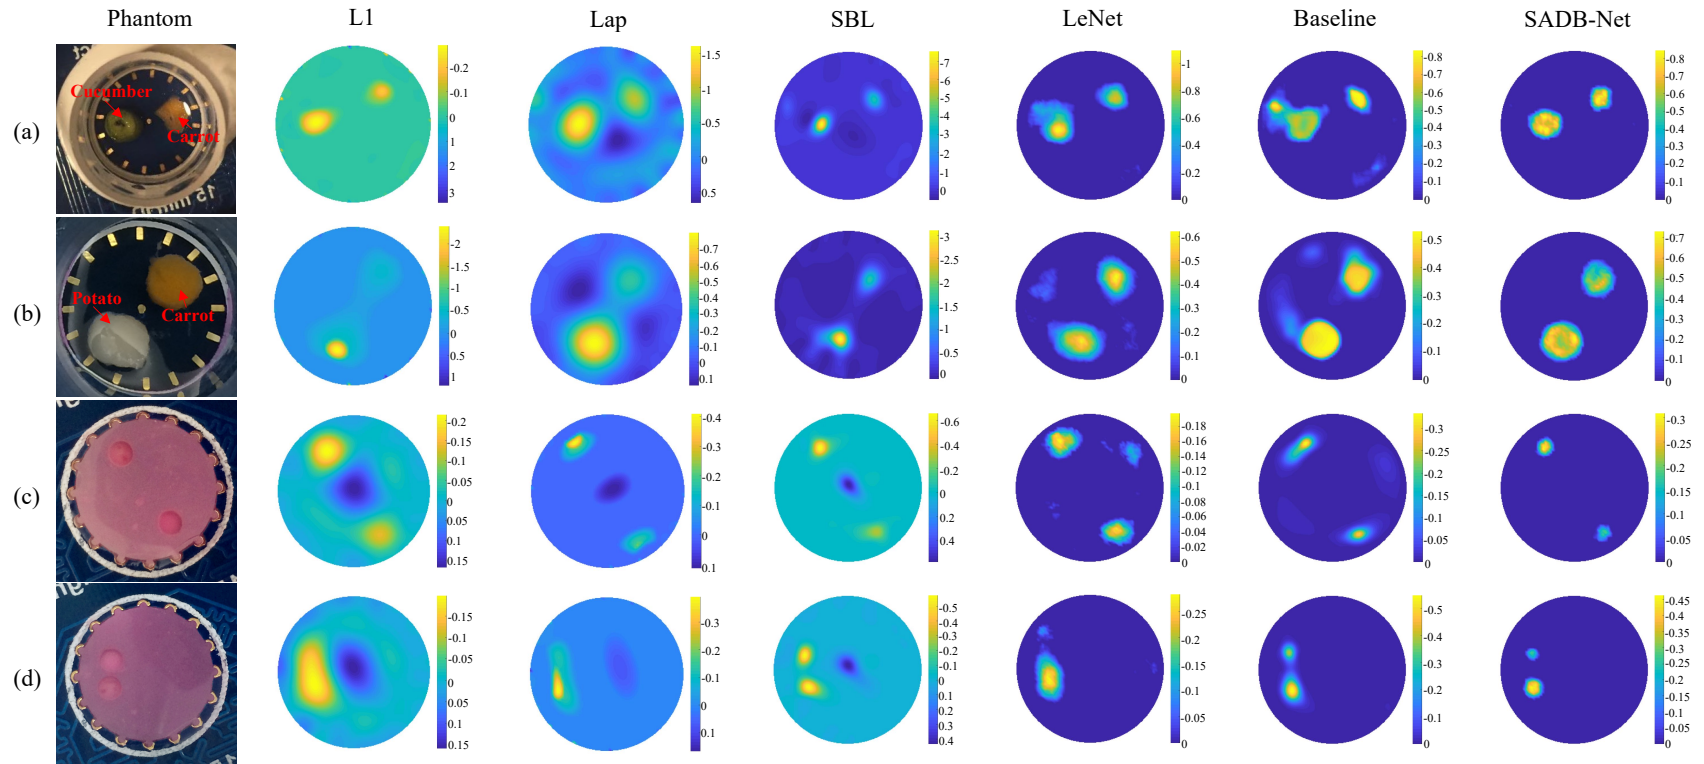 Phantom L1 Lap SBL LeNet Baseline SADB-Net
(a)
Cucumber
Carrot
15
-0.2 -0.1 0 1 2 3
-1.5 -1 -0.5 0 0.5
-7 -6 -5 -4 -3 -2 -1 0
-1 -0.8 -0.6 -0.4 -0.2 0
-0.8 -0.7 -0.6 -0.5 -0.4 -0.3 -0.2 -0.1 0
-0.8 -0.6 -0.4 -0.2 0
(b)
Potato
Carrot
-2 -1.5 -1 -0.5 0 0.5 1
-0.7 -0.6 -0.5 -0.4 -0.3 -0.2 -0.1 0 0.1
-3 -2 -1 -0.5 0
-0.6 -0.5 -0.4 -0.3 -0.2 -0.1 0
-0.5 -0.4 -0.3 -0.2 -0.1 0
-0.7 -0.6 -0.5 -0.4 -0.3 -0.2 -0.1 0
(c)
-0.2 -0.15 -0.1 -0.05 0 0.05 0.1 0.15
-0.4 -0.3 -0.2 -0.1 0 0.1
-0.6 -0.4 -0.2 0 0.2 0.4
-0.18 -0.16 -0.14 -0.12 -0.1 -0.08 -0.06 -0.04 -0.02 0
-0.3 -0.25 -0.2 -0.15 -0.1 -0.05 0
-0.3 -0.25 -0.2 -0.15 -0.1 -0.05 0
(d)
-0.15 -0.1 -0.05 0 0.05 0.1 0.15
-0.3 -0.2 -0.1 0 0.1
-0.5 -0.4 0.3 -0.2 -0.1 0 0.1 0.2 0.3 0.4
-0.25 -0.2 -0.15 -0.1 -0.05 0
-0.5 -0.4 -0.3 -0.2 -0.1 0
-0.45 -0.4 -0.35 -0.3 -0.25 -0.2 -0.15 -0.1 -0.05 0